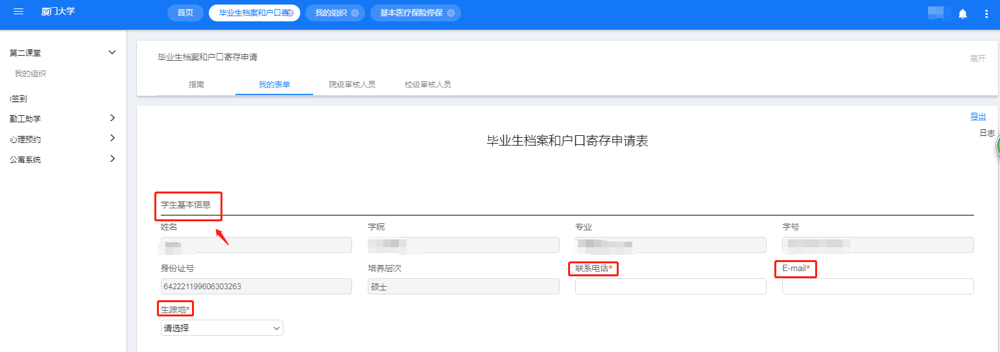 厦门大学
首页 毕业生档案和户口寄 我的组织 基本医疗保险停保
第二课堂
我的组织
i签到
勤工助学
心理预约
公寓系统
毕业生档案和户口寄存申请
展开
指南 我的表单 院级审核人员 校级审核人员
导出
日志
毕业生档案和户口寄存申请表
学生基本信息
姓名 学院 专业 学号
身份证号 培养层次 联系电话* E-mail*
642221199606303263 硕士
生源地*
请选择